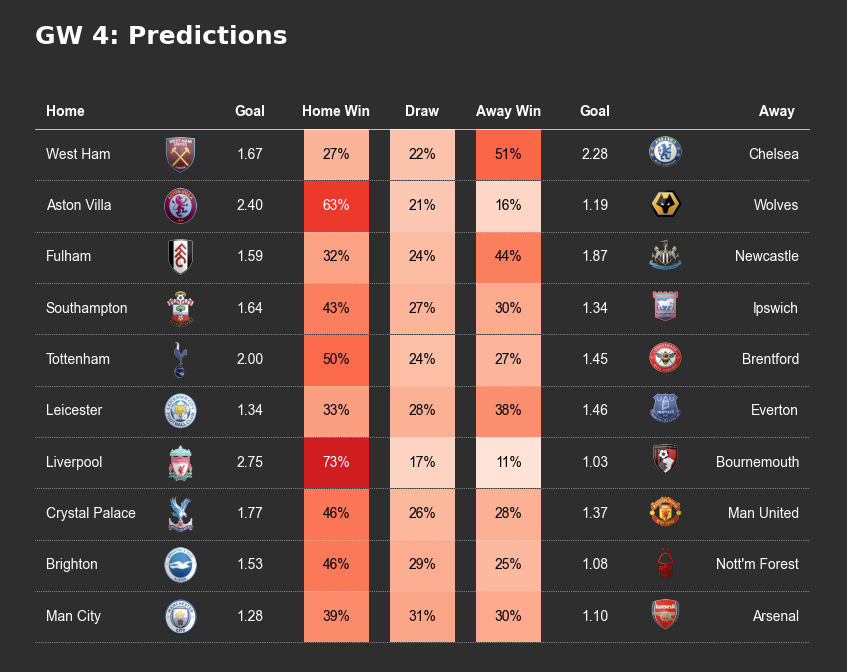 GW 4: Predictions
Home Goal Home Win Draw Away Win Goal Away
West Ham 1.67 27% 22% 51% 2.28 Chelsea
Aston Villa 2.40 63% 21% 16% 1.19 Wolves
Fulham 1.59 32% 24% 44% 1.87 Newcastle
Southampton 1.64 43% 27% 30% 1.34 Ipswich
Tottenham 2.00 50% 24% 27% 1.45 Brentford
Leicester 1.34 33% 28% 38% 1.46 Everton
Liverpool 2.75 73% 17% 11% 1.03 Bournemouth
Crystal Palace 1.77 46% 26% 28% 1.37 Man United
Brighton 1.53 46% 29% 25% 1.08 Nott'm Forest
Man City 1.28 39% 31% 30% 1.10 Arsenal